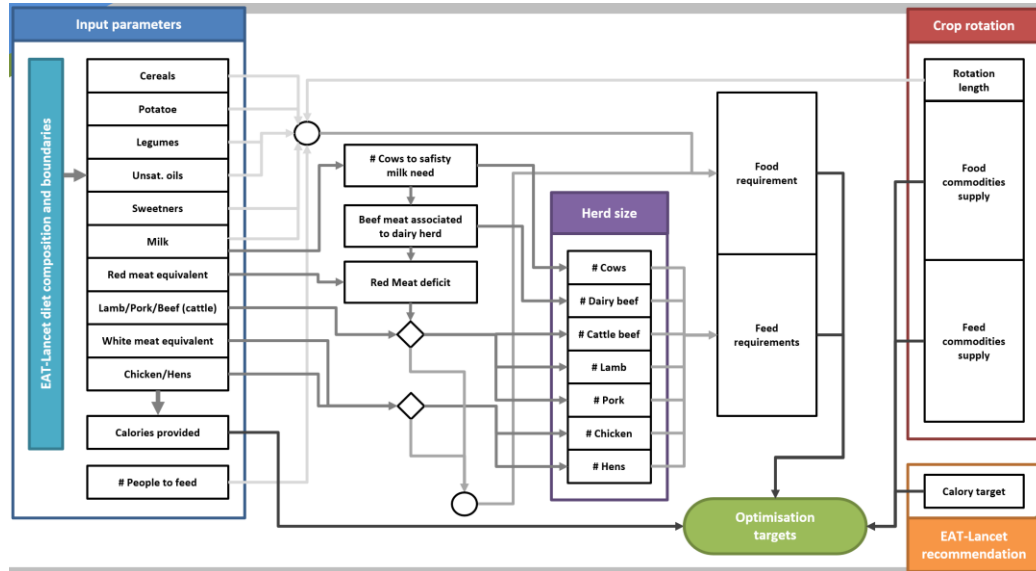 Input parameters
EAT-Lancet diet composition and boundaries
Cereals
Potatoe
Legumes
Unsat. oils
Sweetners
Milk
Red meat equivalent
Lamb/Pork/Beef (cattle)
White meat equivalent
Chicken/Hens
Calories provided
# People to feed
# Cows to safisty
milk need
Beef meat associated
to dairy herd
Red Meat deficit
Herd size
# Cows
# Dairy beef
# Cattle beef
# Lamb
# Pork
# Chicken
# Hens
Food
requirement
Feed
requirements
Optimisation
targets
Crop rotation
Rotation
length
Food
commodities
supply
Feed
commodities
supply
Calory target
EAT-Lancet
recommendation